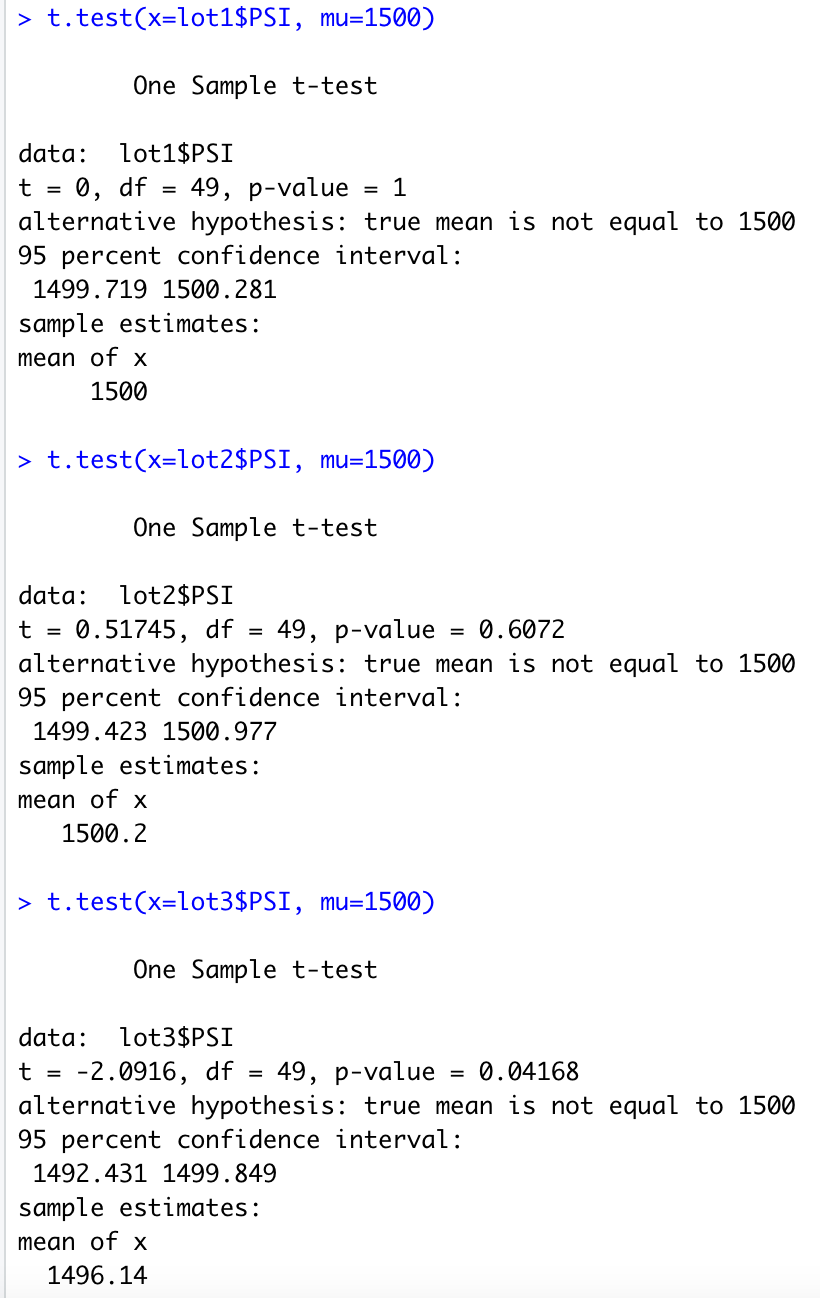 > t.test(x=lot1$PSI, mu=1500)
One Sample t-test
data:  lot1$PSI
t = 0, df = 49, p-value = 1
alternative hypothesis: true mean is not equal to 1500
95 percent confidence interval:
1499.719 1500.281
sample estimates:
mean of x
1500
> t.test(x=lot2$PSI, mu=1500)
One Sample t-test
data:  lot2$PSI
t = 0.51745, df = 49, p-value = 0.6072
alternative hypothesis: true mean is not equal to 1500
95 percent confidence interval:
1499.423 1500.977
sample estimates:
mean of x
1500.2
> t.test(x=lot3$PSI, mu=1500)
One Sample t-test
data:  lot3$PSI
t = -2.0916, df = 49, p-value = 0.04168
alternative hypothesis: true mean is not equal to 1500
95 percent confidence interval:
1492.431 1499.849
sample estimates:
mean of x
1496.14